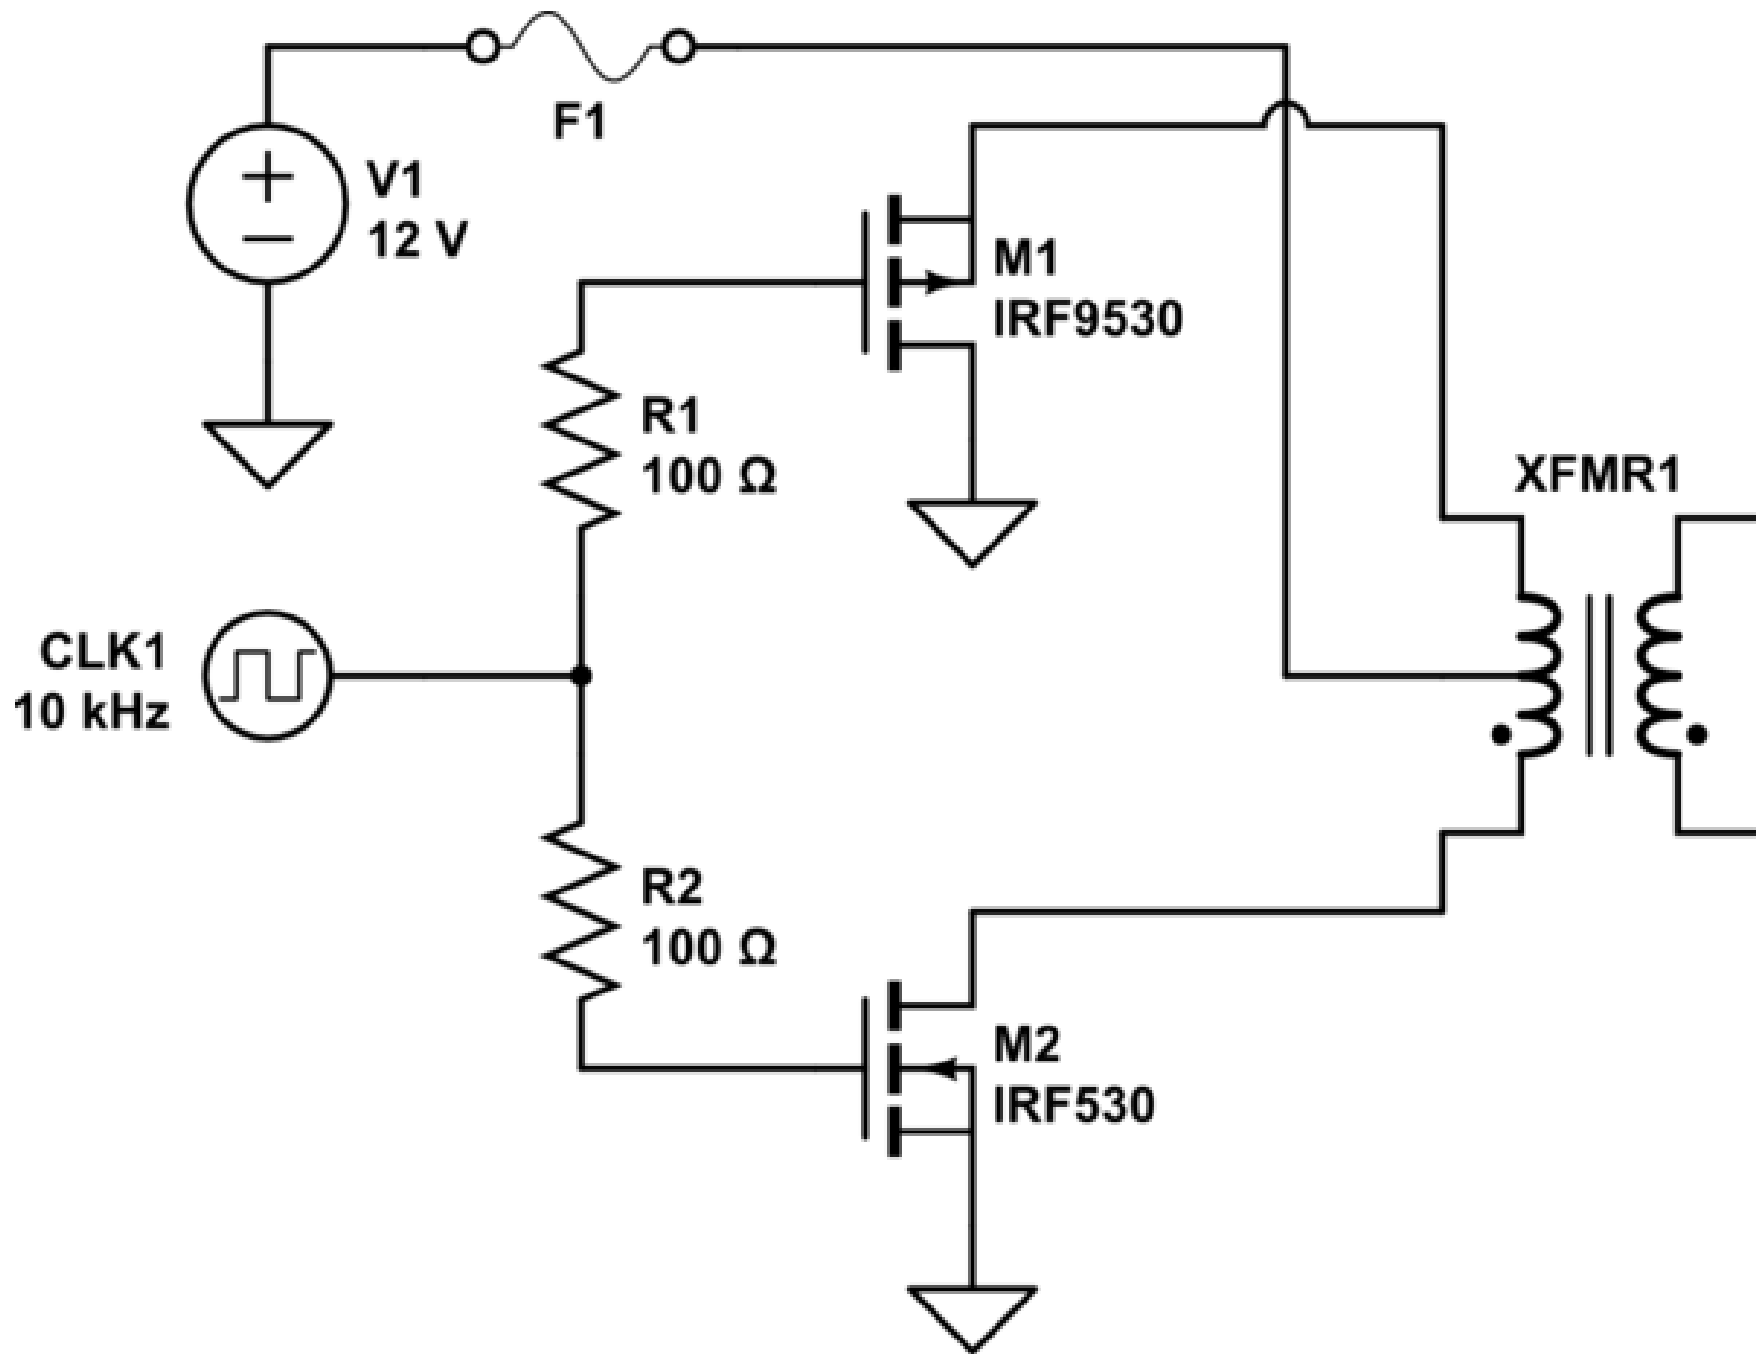 F1
V1
12 V
M1
IRF9530
R1
100 Ω
XFMR1
CLK1
10 kHz
R2
100 Ω
M2
IRF530